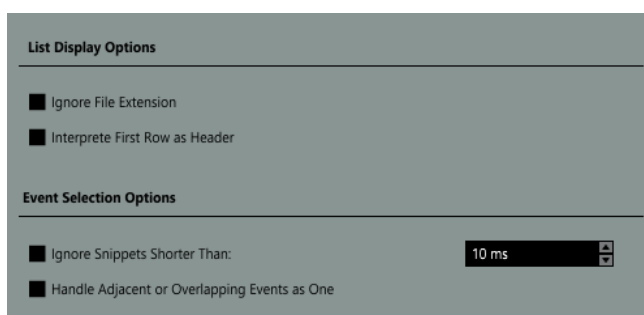 List Display Options
Ignore File Extension
Interprete First Row as Header
Event Selection Options
Ignore Snippets Shorter Than: 10 ms
Handle Adjacent or Overlapping Events as One